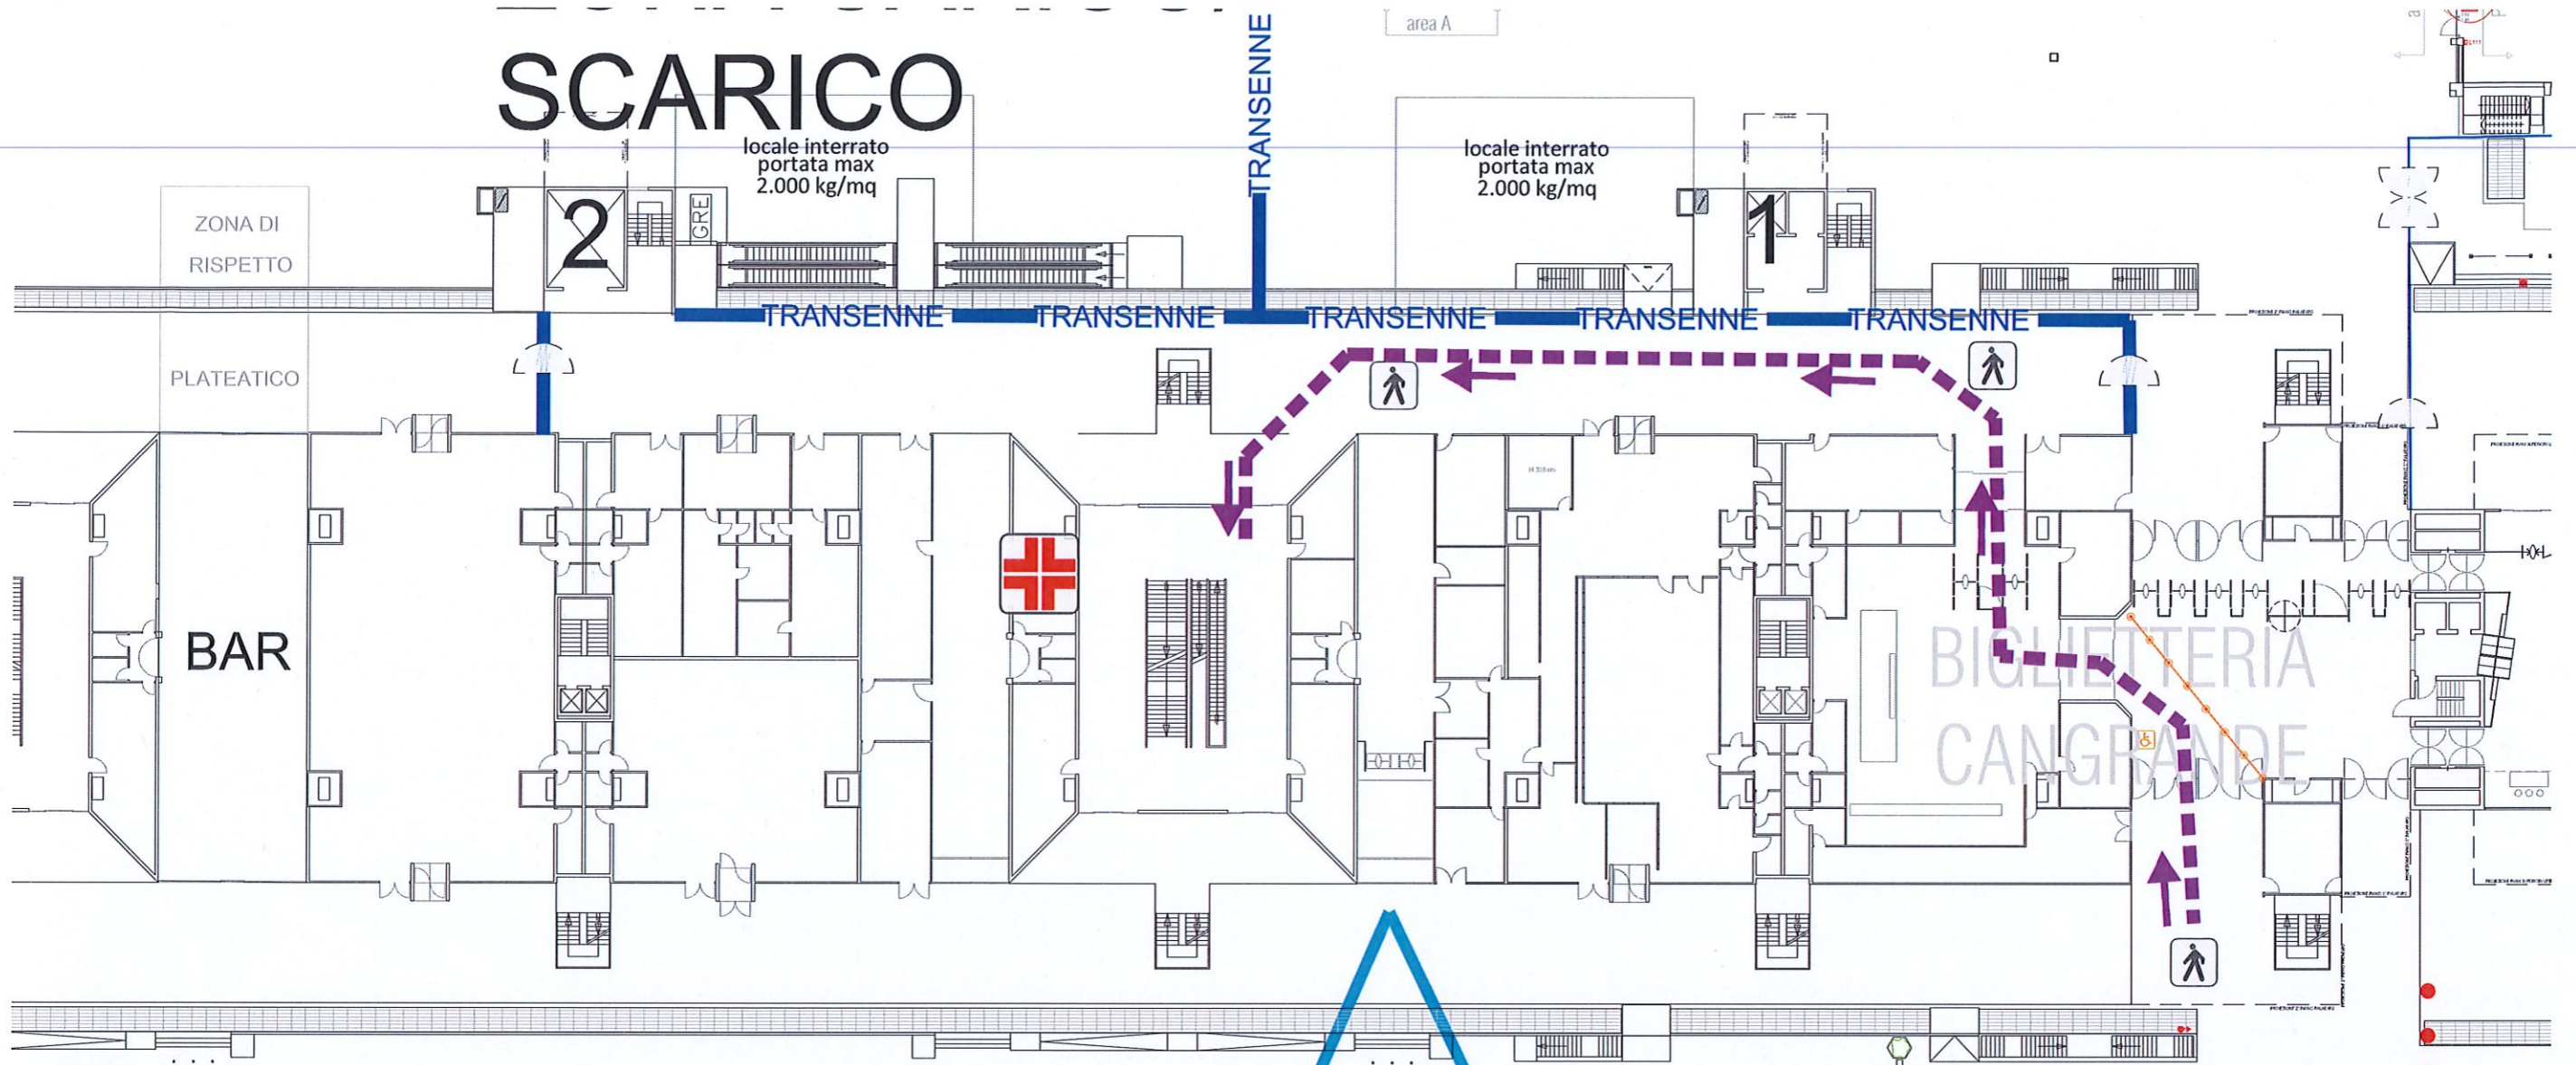 area A
SCARICO
TRANSENNE
locale interrato
portata max
2.000 kg/mq
locale interrato
portata max
2.000 kg/mq
ZONA DI
RISPETTO
2
GRE
1
TRANSENNE
TRANSENNE
TRANSENNE
TRANSENNE
TRANSENNE
PLATEATICO
BAR
BIGLIETTERIA
CANGRANDE